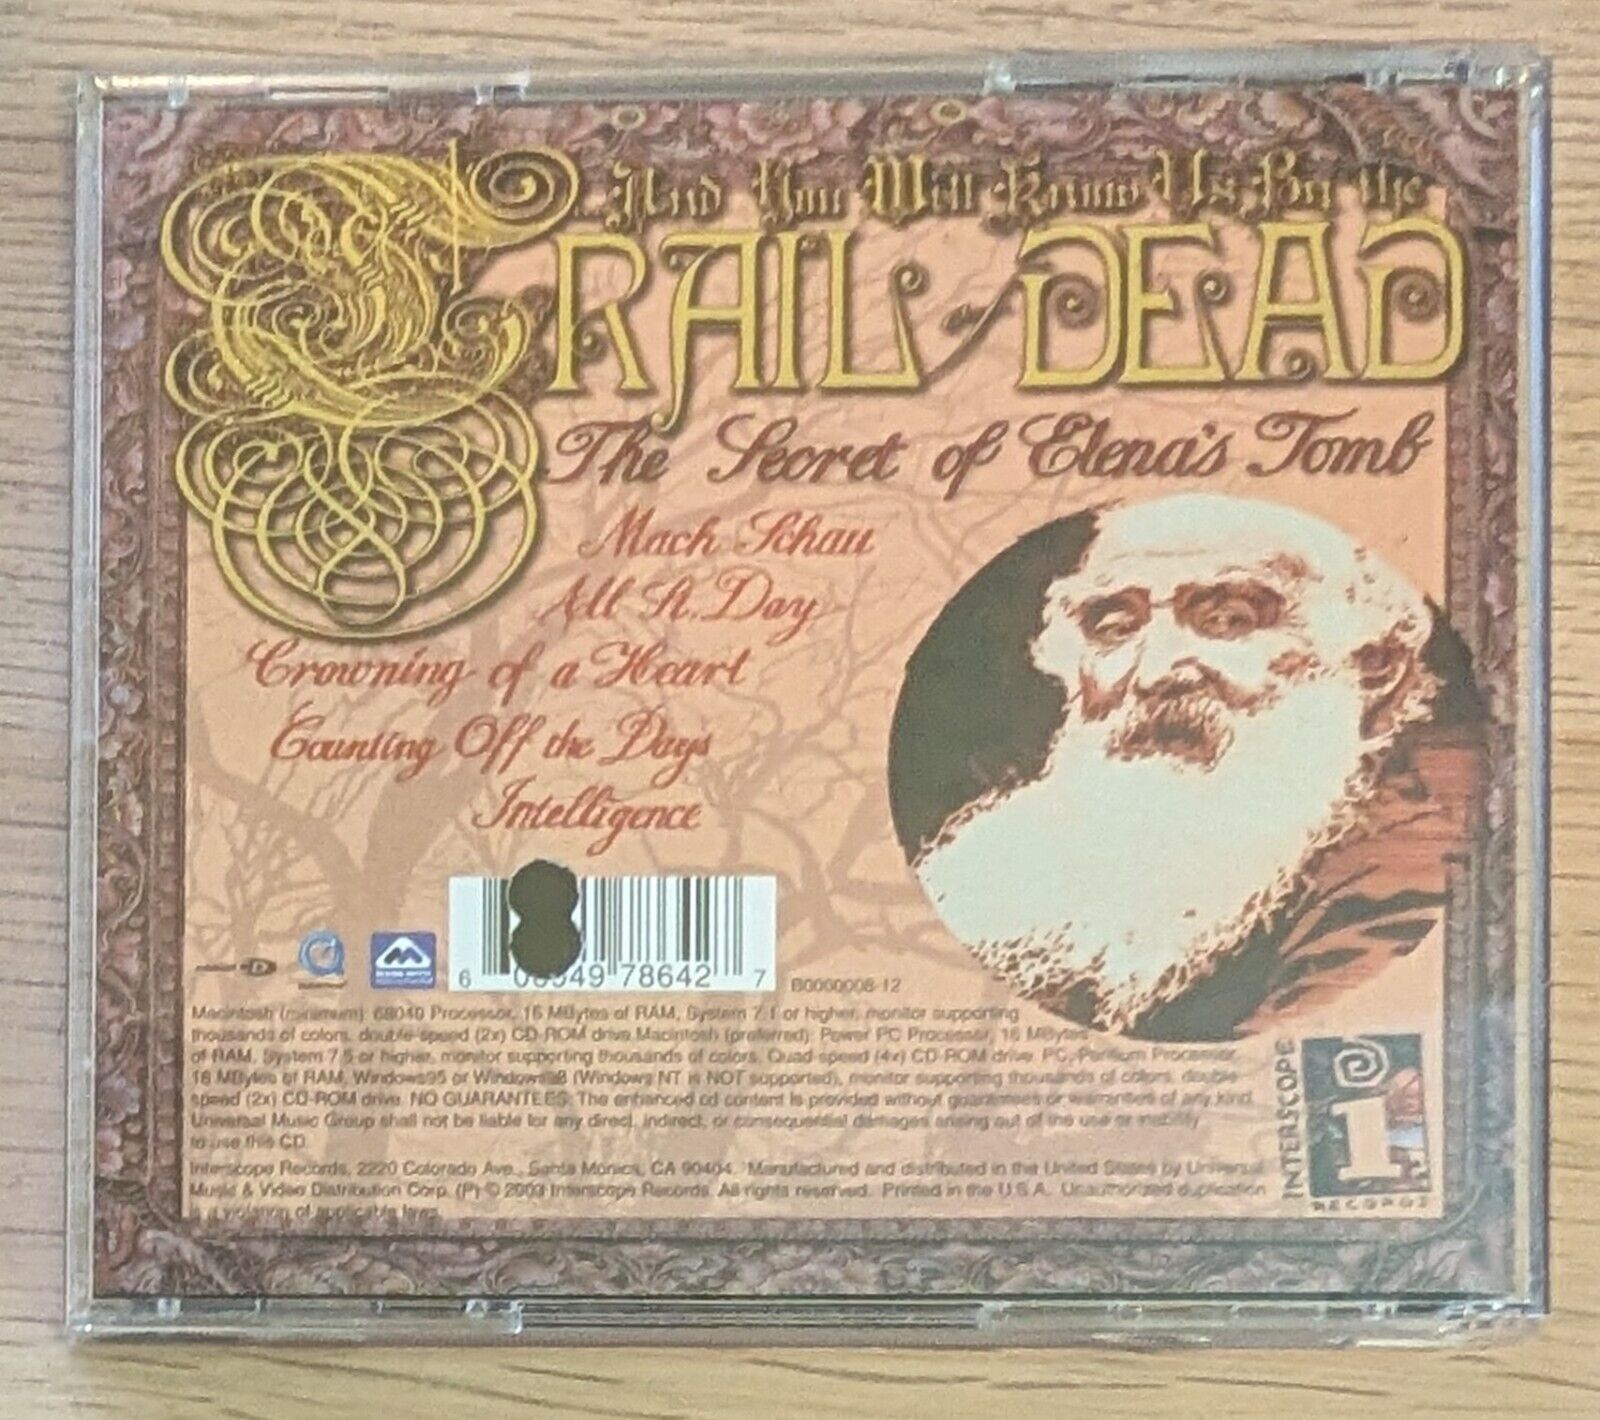 ...And You Will Know Us By the
TRAIL of DEAD
The Secret of Elena's Tomb
Mach Schau
All St. Day
Crowning of a Heart
Counting Off the Days
Intelligence
6 49 78642 7
B0000008-12
Macintosh (minimum): 68040 Processor, 16 MBytes of RAM, System 7.1 or higher, monitor supporting
thousands of colors, double-speed (2x) CD-ROM drive. Macintosh (preferred): Power PC Processor, 16 MBytes
of RAM, System 7.5 or higher, monitor supporting thousands of colors, Quad-speed (4x) CD-ROM drive. PC: Pentium Processor,
16 MBytes of RAM, Windows95 or Windows98 (Windows NT is NOT supported), monitor supporting thousands of colors, double-
speed (2x) CD-ROM drive. NO GUARANTEES: The enhanced cd content is provided without guarantees or warranties of any kind.
Universal Music Group shall not be liable for any direct, indirect, or consequential damages arising out of the use or inability
to use this CD.
Interscope Records, 2220 Colorado Ave., Santa Monica, CA 90404. Manufactured and distributed in the United States by Universal
Music & Video Distribution Corp. (P) © 2003 Interscope Records. All rights reserved. Printed in the U.S.A. Unauthorized duplication
is a violation of applicable laws.
INTERSCOPE
i
RECORDS